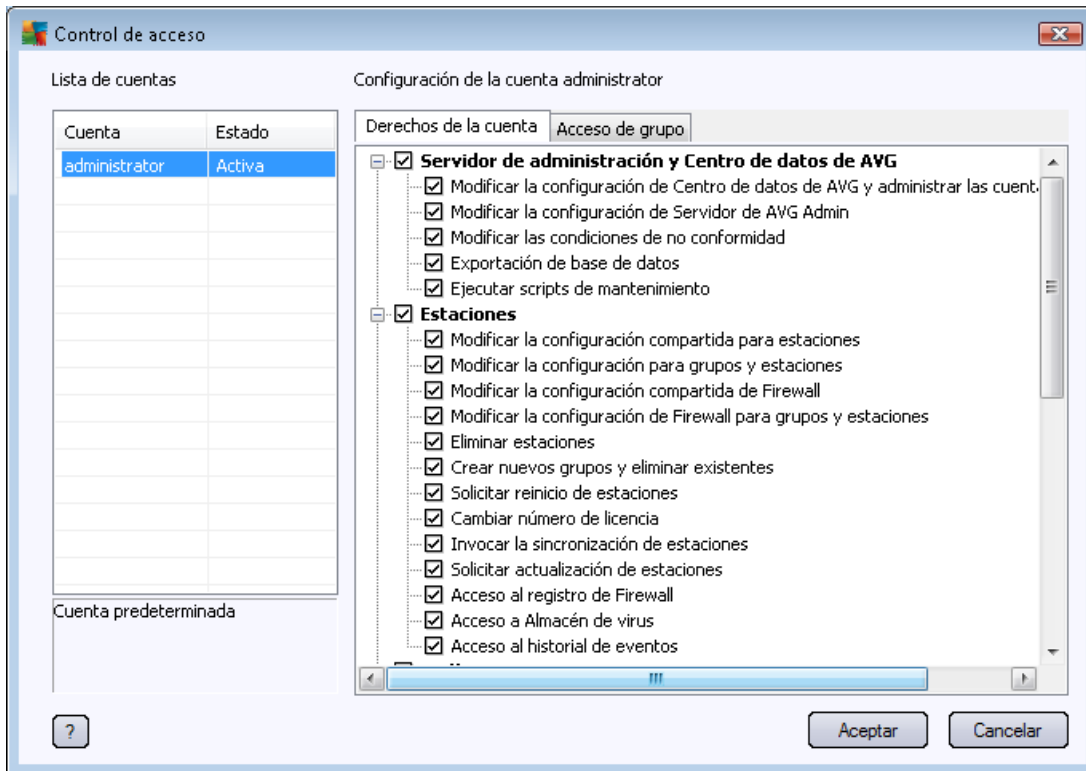 Control de acceso
Lista de cuentas
Configuración de la cuenta administrator
Cuenta Estado
administrator Activa
Cuenta predeterminada
Derechos de la cuenta Acceso de grupo
Servidor de administración y Centro de datos de AVG
Modificar la configuración de Centro de datos de AVG y administrar las cuent
Modificar la configuración de Servidor de AVG Admin
Modificar las condiciones de no conformidad
Exportación de base de datos
Ejecutar scripts de mantenimiento
Estaciones
Modificar la configuración compartida para estaciones
Modificar la configuración para grupos y estaciones
Modificar la configuración compartida de Firewall
Modificar la configuración de Firewall para grupos y estaciones
Eliminar estaciones
Crear nuevos grupos y eliminar existentes
Solicitar reinicio de estaciones
Cambiar número de licencia
Invocar la sincronización de estaciones
Solicitar actualización de estaciones
Acceso al registro de Firewall
Acceso a Almacén de virus
Acceso al historial de eventos
?
Aceptar
Cancelar